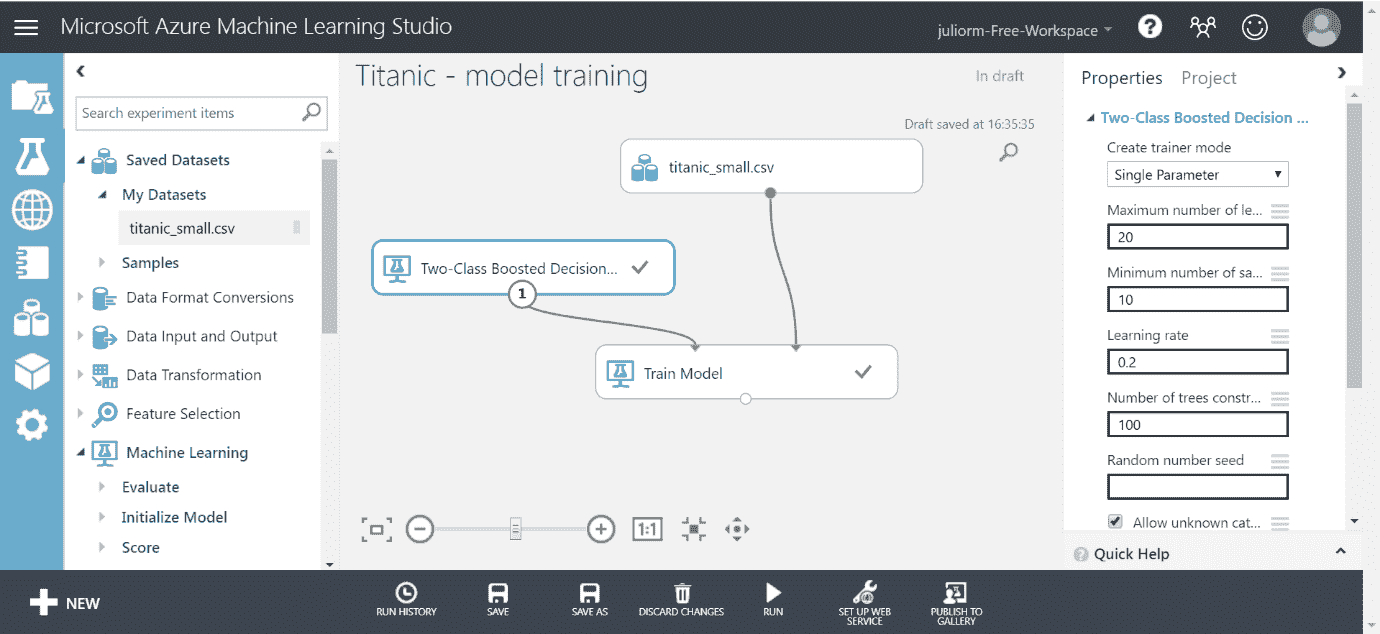 Microsoft Azure Machine Learning Studio
juliorm-Free-Workspace
?
Search experiment items
Saved Datasets
My Datasets
titanic_small.csv
Samples
Data Format Conversions
Data Input and Output
Data Transformation
Feature Selection
Machine Learning
Evaluate
Initialize Model
Score
Titanic - model training
In draft
Draft saved at 16:35:35
titanic_small.csv
Two-Class Boosted Decision...
1
Train Model
1:1
Properties Project
Two-Class Boosted Decision ...
Create trainer mode
Single Parameter
Maximum number of le...
20
Minimum number of sa...
10
Learning rate
0.2
Number of trees constr...
100
Random number seed
Allow unknown cat...
? Quick Help
NEW
RUN HISTORY
SAVE
SAVE AS
DISCARD CHANGES
RUN
SET UP WEB
SERVICE
PUBLISH TO
GALLERY